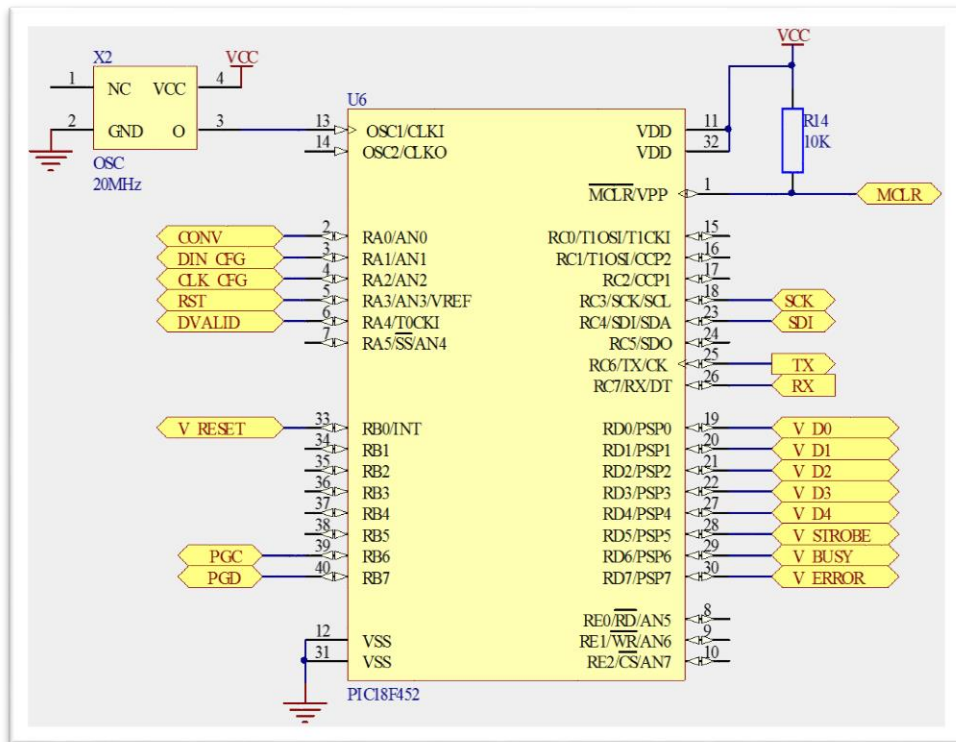 X2
1 NC VCC 4 VCC
2 GND O 3
OSC
20MHz
U6
VCC
R14
10K
13 OSC1/CLKI
14 OSC2/CLKO
VDD 11
VDD 32
MCLR/VPP 1 MCLR
CONV 2 RA0/AN0
DIN CFG 3 RA1/AN1
CLK CFG 4 RA2/AN2
RST 5 RA3/AN3/VREF
DVALID 6 RA4/T0CKI
7 RA5/SS/AN4
RC0/T1OSI/T1CKI 15
RC1/T1OSI/CCP2 16
RC2/CCP1 17
RC3/SCK/SCL 18 SCK
RC4/SDI/SDA 23 SDI
RC5/SDO 24
RC6/TX/CK 25 TX
RC7/RX/DT 26 RX
V RESET 33 RB0/INT
34 RB1
35 RB2
36 RB3
37 RB4
38 RB5
PGC 39 RB6
PGD 40 RB7
RD0/PSP0 19 V D0
RD1/PSP1 20 V D1
RD2/PSP2 21 V D2
RD3/PSP3 22 V D3
RD4/PSP4 27 V D4
RD5/PSP5 28 V STROBE
RD6/PSP6 29 V BUSY
RD7/PSP7 30 V ERROR
12 VSS
31 VSS
RE0/RD/AN5 8
RE1/WR/AN6 9
RE2/CS/AN7 10
PIC18F452